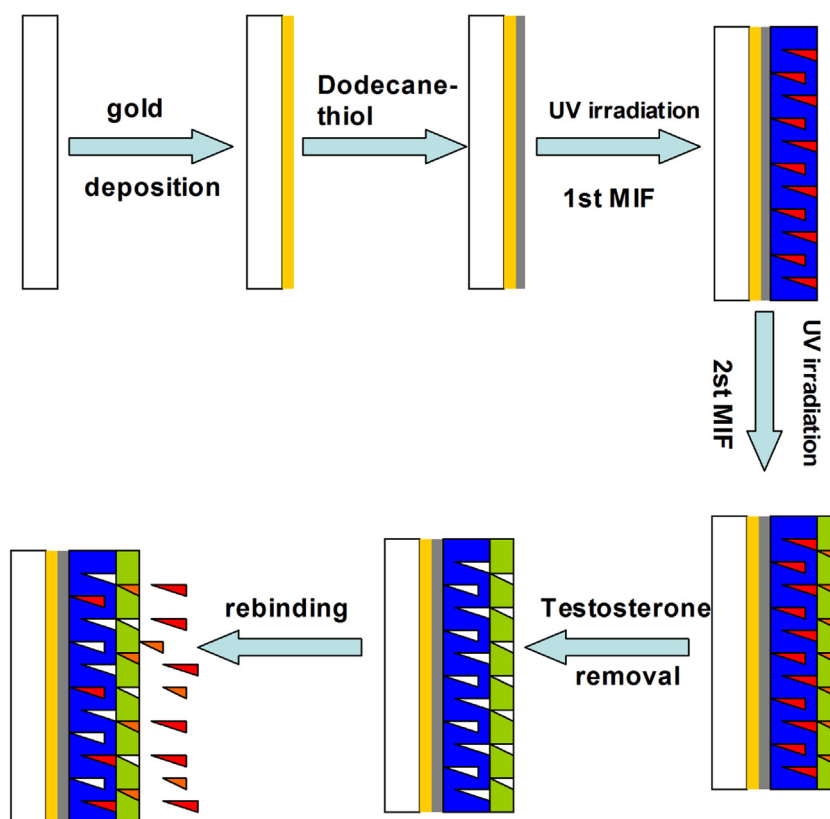 gold
deposition
Dodecane-
thiol
UV irradiation
1st MIF
UV irradiation
2st MIF
Testosterone
removal
rebinding